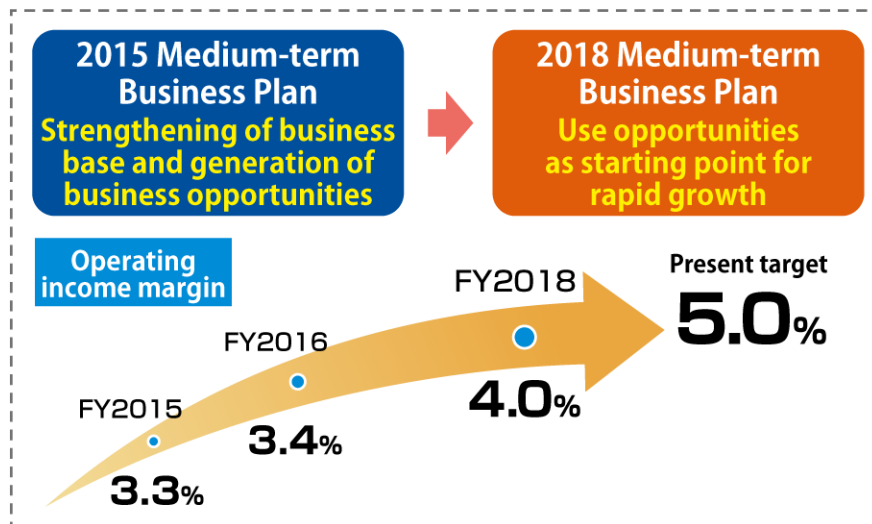 2015 Medium-term
Business Plan
Strengthening of business
base and generation of
business opportunities
2018 Medium-term
Business Plan
Use opportunities
as starting point for
rapid growth
Operating
income margin
FY2015
3.3%
FY2016
3.4%
FY2018
4.0%
Present target
5.0%